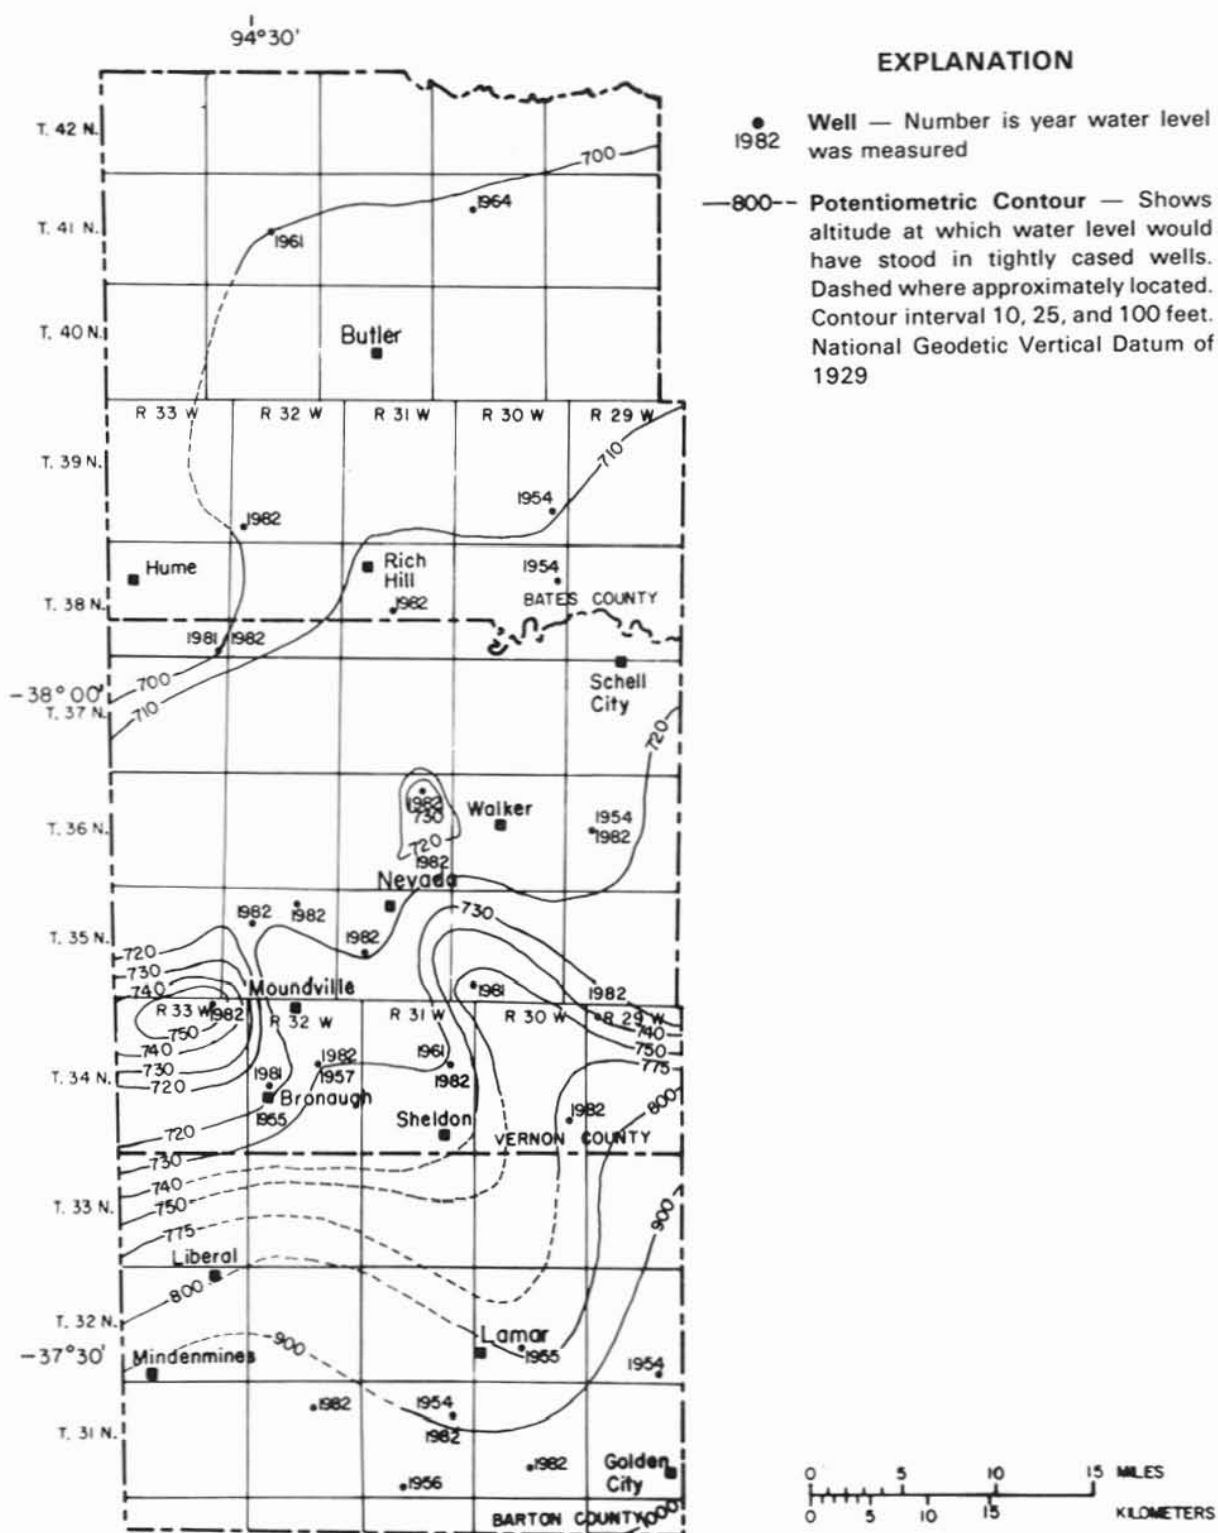 94°30'
EXPLANATION
1982
Well — Number is year water level
was measured
—800-- Potentiometric Contour — Shows
altitude at which water level would
have stood in tightly cased wells.
Dashed where approximately located.
Contour interval 10, 25, and 100 feet.
National Geodetic Vertical Datum of
1929
T. 42 N.
700
1964
T. 41 N.
1961
T. 40 N.
Butler
R 33 W
R 32 W
R 31 W
R 30 W
R 29 W
710
T. 39 N.
1954
1982
Hume
Rich
Hill
1954
T. 38 N.
1982
BATES COUNTY
1981
1982
Schell
City
700
-38°00'
T. 37 N.
710
720
1982
730
Walker
T. 36 N.
1954
1982
720
1982
Nevada
1982
1982
730
T. 35 N.
1982
720
730
740
Moundville
1981
1982
R 33 W
1982
R 32 W
R 31 W
R 30 W
R 29 W
750
740
740
750
730
1982
1961
775
T. 34 N.
720
1981
1957
1982
Bronaugh
800
1955
Sheldon
1982
720
VERNON COUNTY
730
740
T. 33 N.
750
900
775
Liberal
800
T. 32 N.
900
Lamar
-37°30'
Mindenmines
1955
1954
1982
1954
1982
T. 31 N.
1982
Golden
City
1956
BARTON COUNTY
0 5 10 15 MILES
0 5 10 15 KILOMETERS